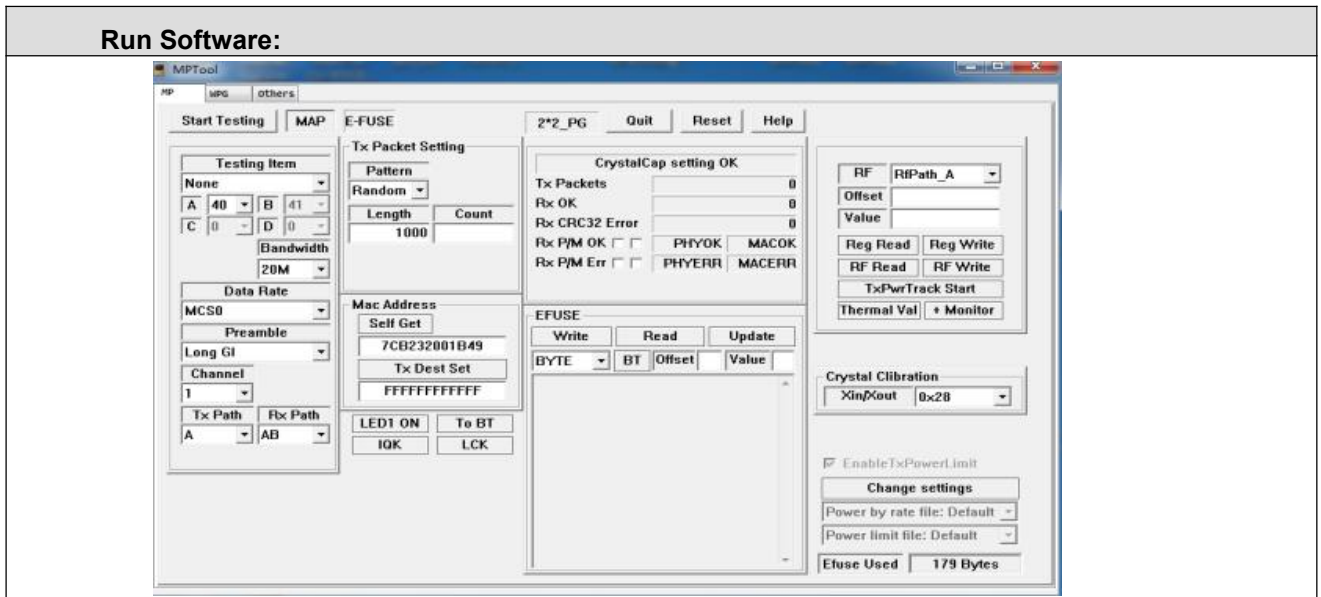 Run Software:
MPTool
MP MPG Others
Start Testing MAP E-FUSE 2*2_PG Quit Reset Help
Testing Item
None
A 40 B 41
C 0 D 0
Bandwidth
20M
Data Rate
MCS0
Preamble
Long GI
Channel
1
Tx Path Rx Path
A AB
Tx Packet Setting
Pattern
Random
Length Count
1000
Mac Address
Self Get
7CB232001B49
Tx Dest Set
FFFFFFFFFFFF
LED1 ON To BT
IQK LCK
CrystalCap setting OK
Tx Packets 0
Rx OK 0
Rx CRC32 Error 0
Rx P/M OK PHYOK MACOK
Rx P/M Err PHYERR MACERR
EFUSE
Write Read Update
BYTE BT Offset Value
RF RfPath_A
Offset
Value
Reg Read Reg Write
RF Read RF Write
TxPwrTrack Start
Thermal Val + Monitor
Crystal Clibration
Xin/Xout 0x28
EnableTxPowerLimit
Change settings
Power by rate file: Default
Power limit file: Default
Efuse Used 179 Bytes